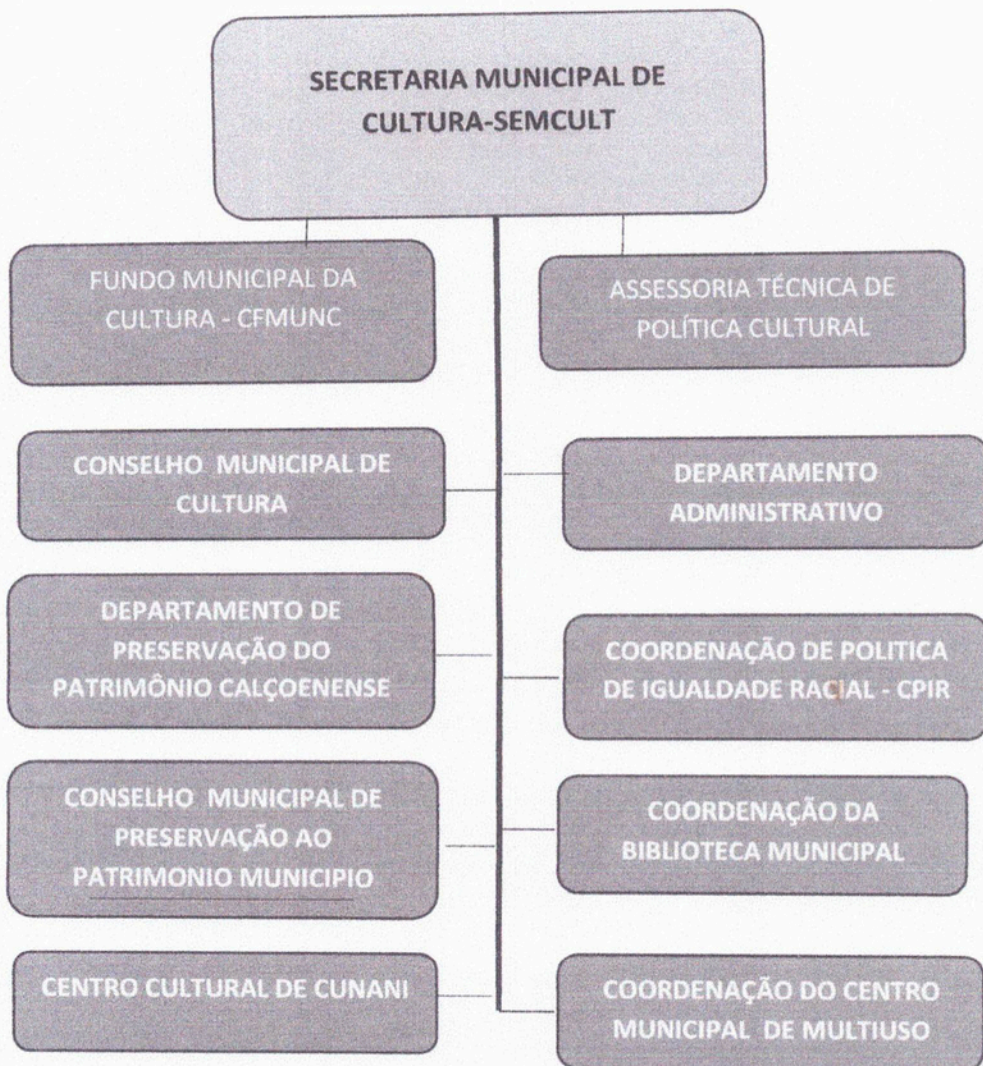 SECRETARIA MUNICIPAL DE
CULTURA-SEMCULT
FUNDO MUNICIPAL DA
CULTURA - CFMUNC
ASSESSORIA TÉCNICA DE
POLÍTICA CULTURAL
CONSELHO MUNICIPAL DE
CULTURA
DEPARTAMENTO
ADMINISTRATIVO
DEPARTAMENTO DE
PRESERVAÇÃO DO
PATRIMÔNIO CALÇOENENSE
COORDENAÇÃO DE POLITICA
DE IGUALDADE RACIAL - CPIR
CONSELHO MUNICIPAL DE
PRESERVAÇÃO AO
PATRIMONIO MUNICIPIO
COORDENAÇÃO DA
BIBLIOTECA MUNICIPAL
CENTRO CULTURAL DE CUNANI
COORDENAÇÃO DO CENTRO
MUNICIPAL DE MULTIUSO